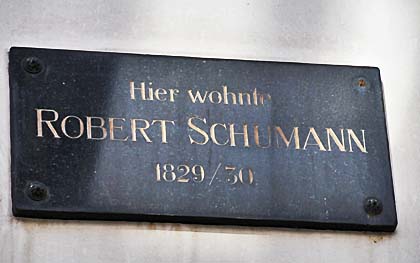 Hier wohnte
ROBERT SCHUMANN
1829/30